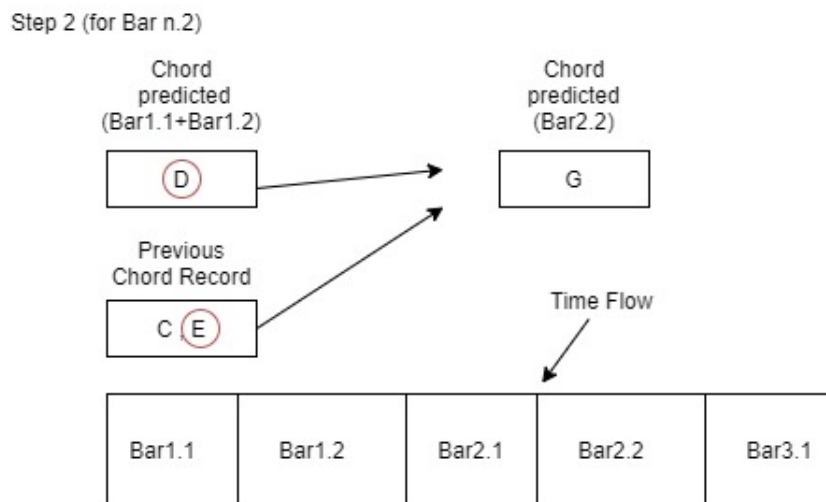 Step 2 (for Bar n.2)
Chord
predicted
(Bar1.1+Bar1.2)
Chord
predicted
(Bar2.2)
D
G
Previous
Chord Record
C ,E
Time Flow
Bar1.1
Bar1.2
Bar2.1
Bar2.2
Bar3.1